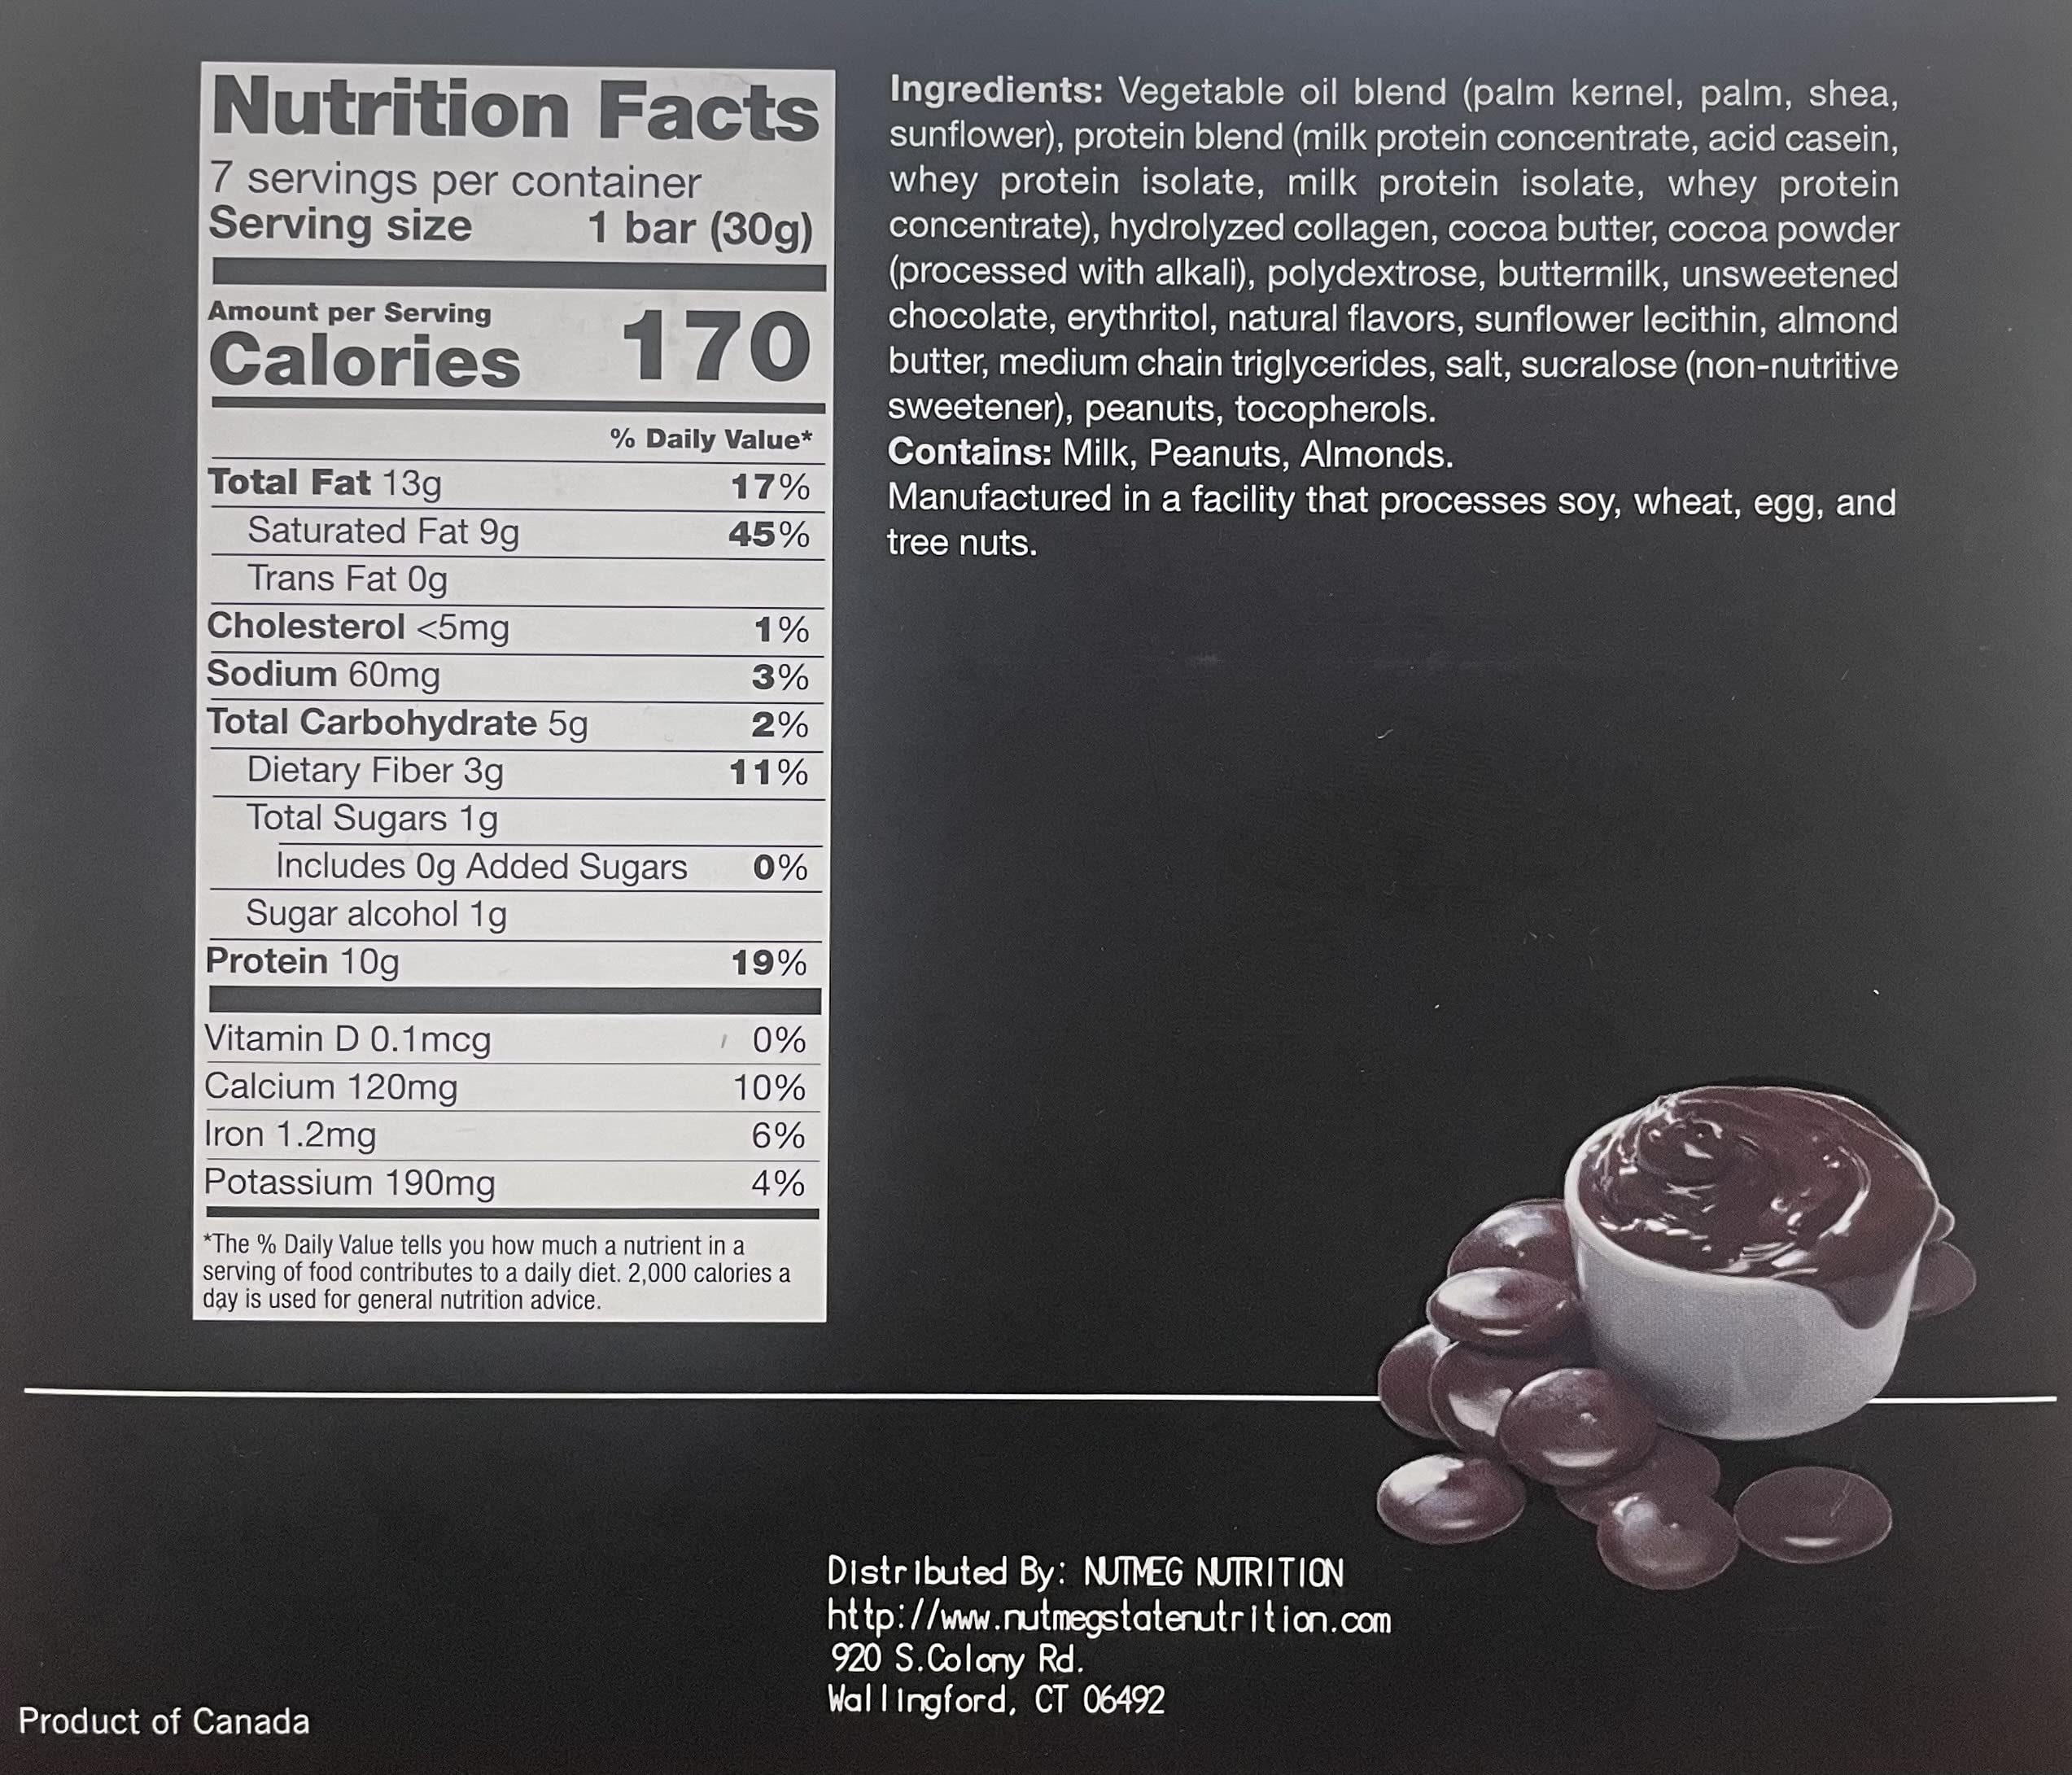 Nutrition Facts
7 servings per container
Serving size 1 bar (30g)
Amount per Serving
Calories 170
% Daily Value*
Total Fat 13g 17%
Saturated Fat 9g 45%
Trans Fat 0g
Cholesterol <5mg 1%
Sodium 60mg 3%
Total Carbohydrate 5g 2%
Dietary Fiber 3g 11%
Total Sugars 1g
Includes 0g Added Sugars 0%
Sugar alcohol 1g
Protein 10g 19%
Vitamin D 0.1mcg 0%
Calcium 120mg 10%
Iron 1.2mg 6%
Potassium 190mg 4%
*The % Daily Value tells you how much a nutrient in a
serving of food contributes to a daily diet. 2,000 calories a
day is used for general nutrition advice.
Ingredients: Vegetable oil blend (palm kernel, palm, shea,
sunflower), protein blend (milk protein concentrate, acid casein,
whey protein isolate, milk protein isolate, whey protein
concentrate), hydrolyzed collagen, cocoa butter, cocoa powder
(processed with alkali), polydextrose, buttermilk, unsweetened
chocolate, erythritol, natural flavors, sunflower lecithin, almond
butter, medium chain triglycerides, salt, sucralose (non-nutritive
sweetener), peanuts, tocopherols.
Contains: Milk, Peanuts, Almonds.
Manufactured in a facility that processes soy, wheat, egg, and
tree nuts.
Distributed By: NUTMEG NUTRITION
http://www.nutmegstatenutrition.com
920 S.Colony Rd.
Wallingford, CT 06492
Product of Canada